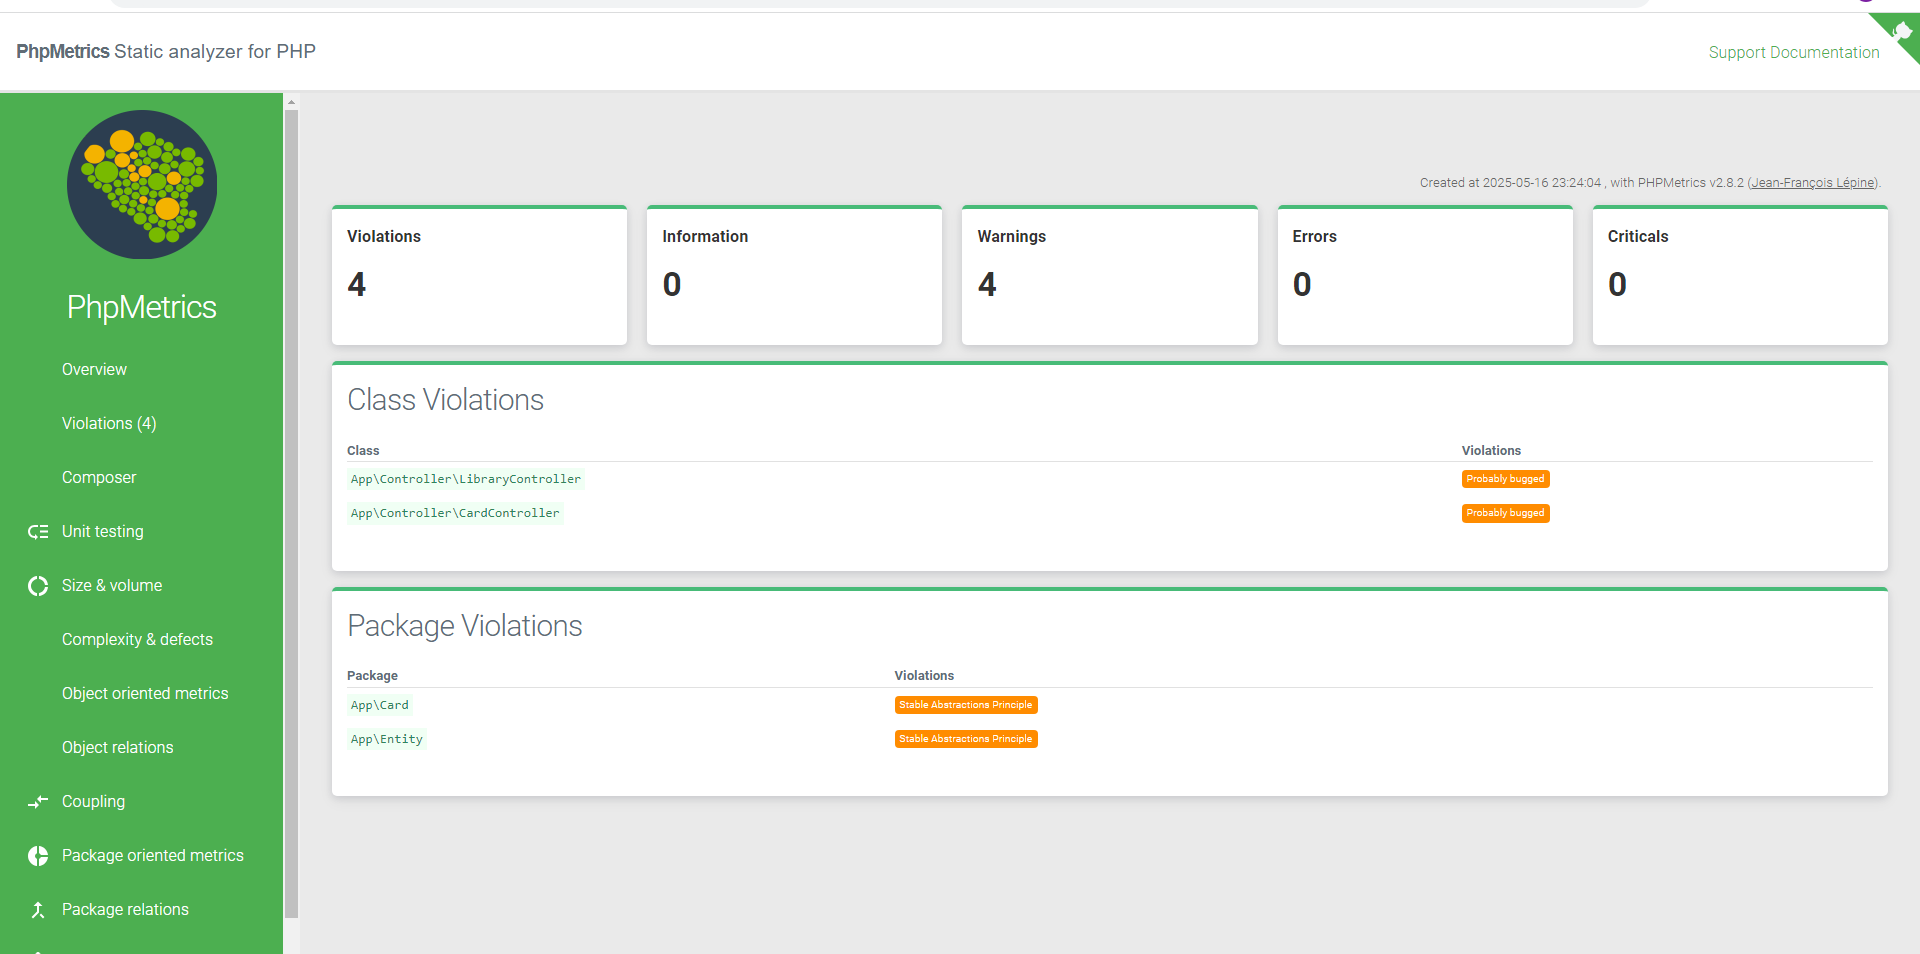 PhpMetrics Static analyzer for PHP
Support Documentation
PhpMetrics
Overview
Violations (4)
Composer
Unit testing
Size & volume
Complexity & defects
Object oriented metrics
Object relations
Coupling
Package oriented metrics
Package relations
Created at 2025-05-16 23:24:04 , with PHPMetrics v2.8.2 (Jean-François Lépine).
Violations
4
Information
0
Warnings
4
Errors
0
Criticals
0
Class Violations
Class Violations
App\Controller\LibraryController Probably bugged
App\Controller\CardController Probably bugged
Package Violations
Package Violations
App\Card Stable Abstractions Principle
App\Entity Stable Abstractions Principle